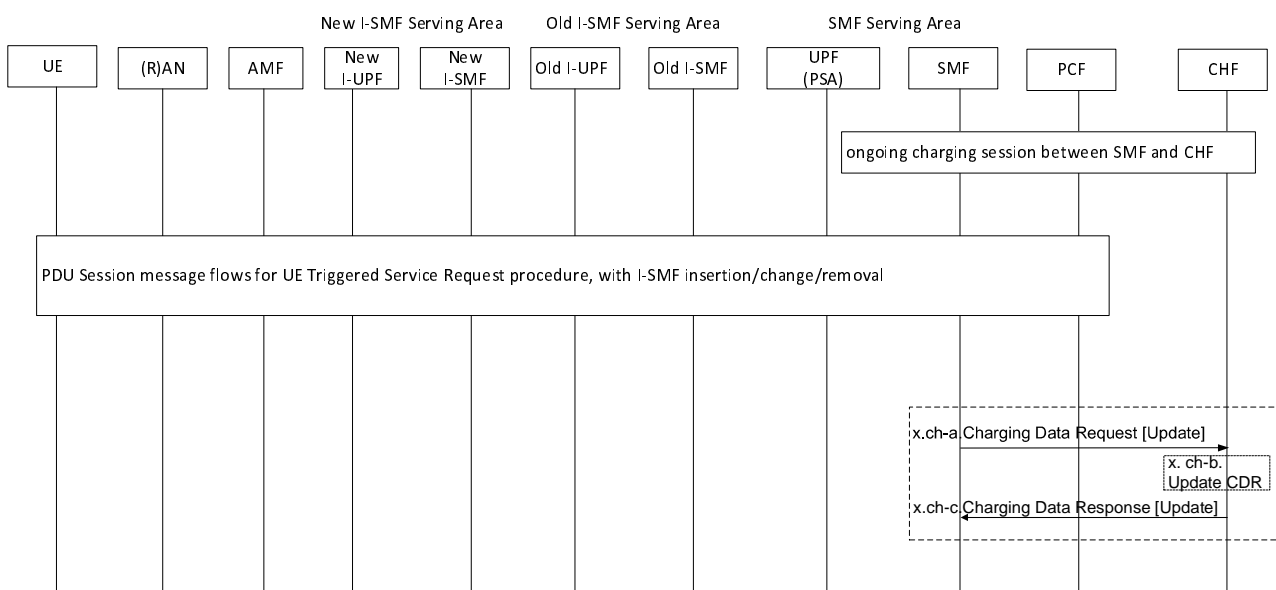 New I-SMF Serving Area
Old I-SMF Serving Area
SMF Serving Area
UE
(R)AN
AMF
New
I-UPF
New
I-SMF
Old I-UPF
Old I-SMF
UPF
(PSA)
SMF
PCF
CHF
ongoing charging session between SMF and CHF
PDU Session message flows for UE Triggered Service Request procedure, with I-SMF insertion/change/removal
x.ch-a.Charging Data Request [Update]
x. ch-b.
Update CDR
x.ch-c.Charging Data Response [Update]